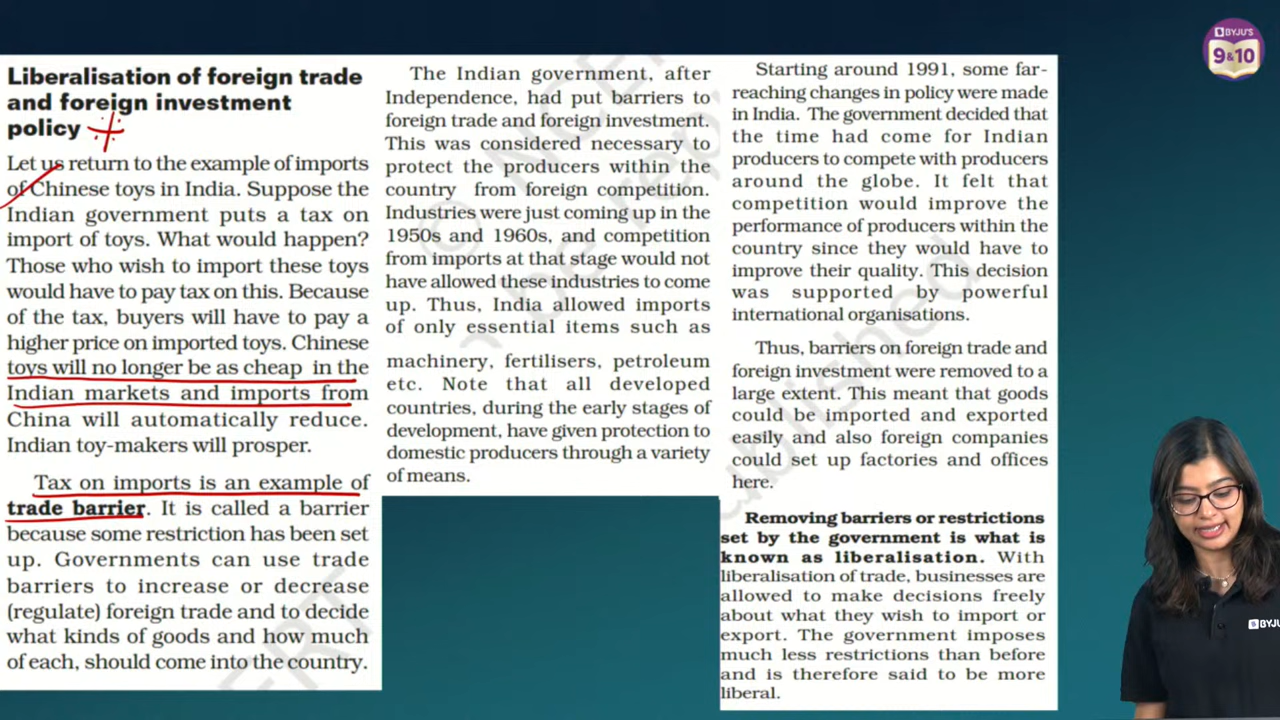 Liberalisation of foreign trade
and foreign investment
policy
Let us return to the example of imports
of Chinese toys in India. Suppose the
Indian government puts a tax on
import of toys. What would happen?
Those who wish to import these toys
would have to pay tax on this. Because
of the tax, buyers will have to pay a
higher price on imported toys. Chinese
toys will no longer be as cheap in the
Indian markets and imports from
China will automatically reduce.
Indian toy-makers will prosper.
Tax on imports is an example of
trade barrier. It is called a barrier
because some restriction has been set
up. Governments can use trade
barriers to increase or decrease
(regulate) foreign trade and to decide
what kinds of goods and how much
of each, should come into the country.
The Indian government, after
Independence, had put barriers to
foreign trade and foreign investment.
This was considered necessary to
protect the producers within the
country from foreign competition.
Industries were just coming up in the
1950s and 1960s, and competition
from imports at that stage would not
have allowed these industries to come
up. Thus, India allowed imports
of only essential items such as
machinery, fertilisers, petroleum
etc. Note that all developed
countries, during the early stages of
development, have given protection to
domestic producers through a variety
of means.
Starting around 1991, some far-
reaching changes in policy were made
in India. The government decided that
the time had come for Indian
producers to compete with producers
around the globe. It felt that
competition would improve the
performance of producers within the
country since they would have to
improve their quality. This decision
was supported by powerful
international organisations.
Thus, barriers on foreign trade and
foreign investment were removed to a
large extent. This meant that goods
could be imported and exported
easily and also foreign companies
could set up factories and offices
here.
Removing barriers or restrictions
set by the government is what is
known as liberalisation. With
liberalisation of trade, businesses are
allowed to make decisions freely
about what they wish to import or
export. The government imposes
much less restrictions than before
and is therefore said to be more
liberal.
BYJU'S
9&10